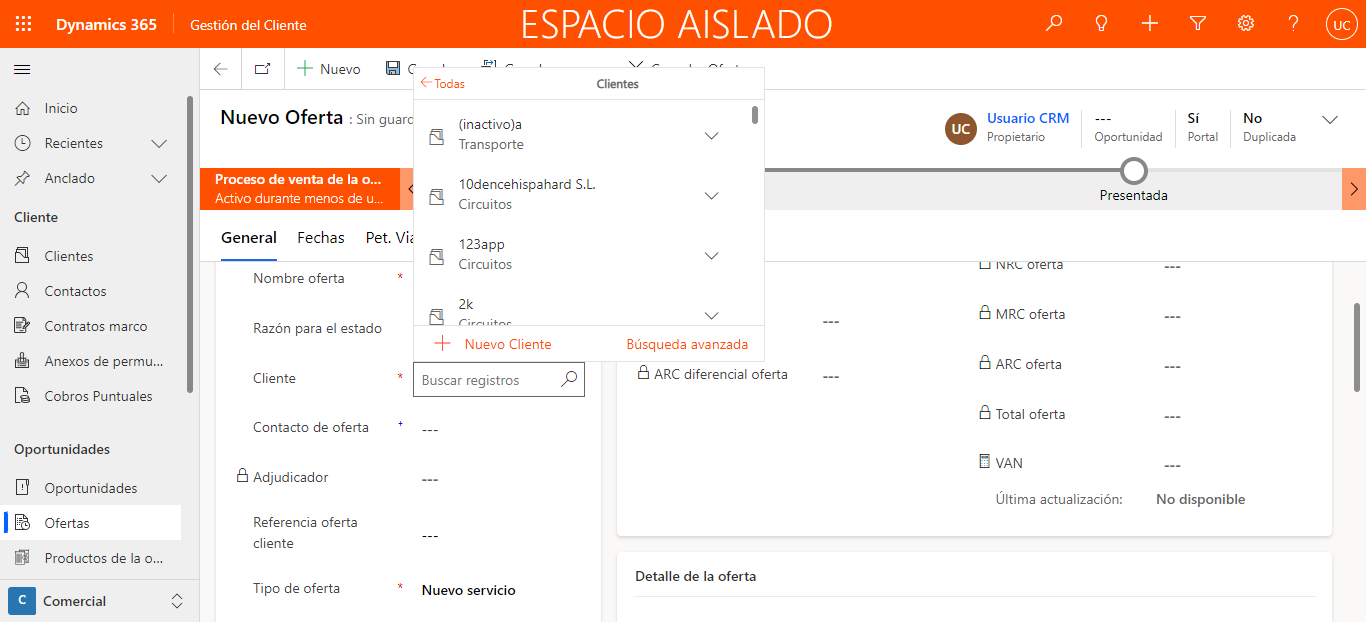 Dynamics 365
Gestión del Cliente
ESPACIO AISLADO
UC
Nuevo
Inicio
Recientes
Anclado
Cliente
Clientes
Contactos
Contratos marco
Anexos de permu...
Cobros Puntuales
Oportunidades
Oportunidades
Ofertas
Productos de la o...
C
Comercial
Nuevo Oferta
: Sin guard
UC
Usuario CRM
Propietario
---
Oportunidad
Sí
Portal
No
Duplicada
Proceso de venta de la o...
Activo durante menos de u...
Presentada
General
Fechas
Pet. Via
Todas
Clientes
(inactivo)a
Transporte
10dencehispahard S.L.
Circuitos
123app
Circuitos
2k
Circuitos
Nuevo Cliente
Búsqueda avanzada
Nombre oferta
*
Razón para el estado
Cliente
*
Buscar registros
Contacto de oferta
+
---
Adjudicador
---
Referencia oferta
cliente
---
Tipo de oferta
*
Nuevo servicio
---
ARC diferencial oferta
---
NRC oferta
---
MRC oferta
---
ARC oferta
---
Total oferta
---
VAN
---
Última actualización:
No disponible
Detalle de la oferta